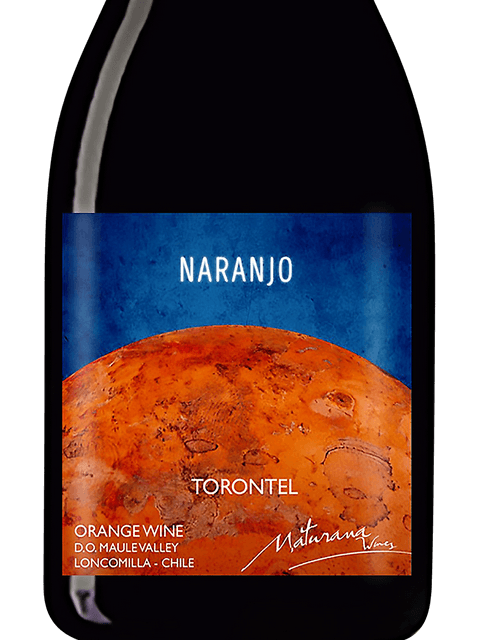 NARANJO
TORONTEL
ORANGE WINE
D.O. MAULE VALLEY
LONCOMILLA - CHILE
Maturana
Wines